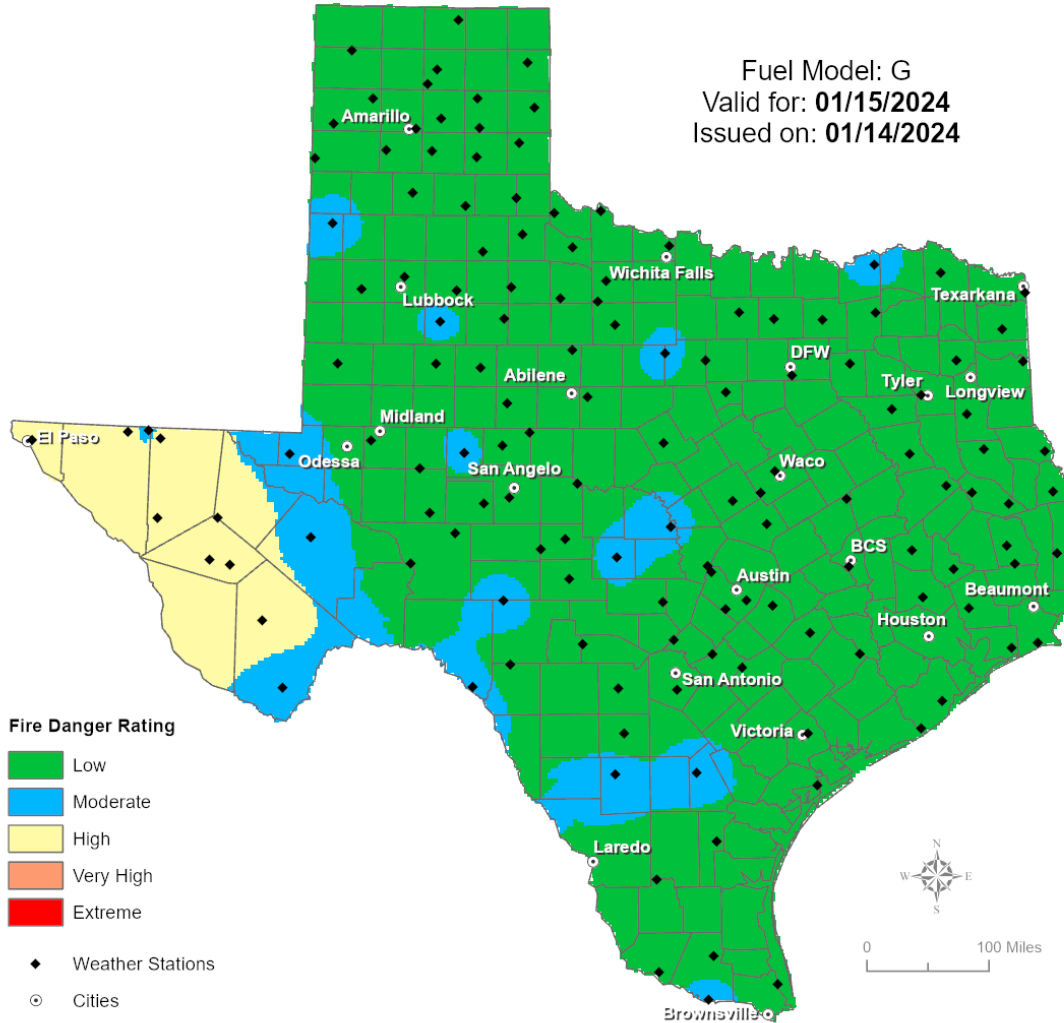 Fuel Model: G
Valid for: 01/15/2024
Issued on: 01/14/2024
Amarillo
Wichita Falls
Lubbock
Texarkana
DFW
Abilene
Tyler
Longview
Midland
El Paso
Odessa
San Angelo
Waco
BCS
Austin
Beaumont
Houston
San Antonio
Victoria
Laredo
Brownsville
Fire Danger Rating
Low
Moderate
High
Very High
Extreme
Weather Stations
Cities
N
W E
S
0 100 Miles